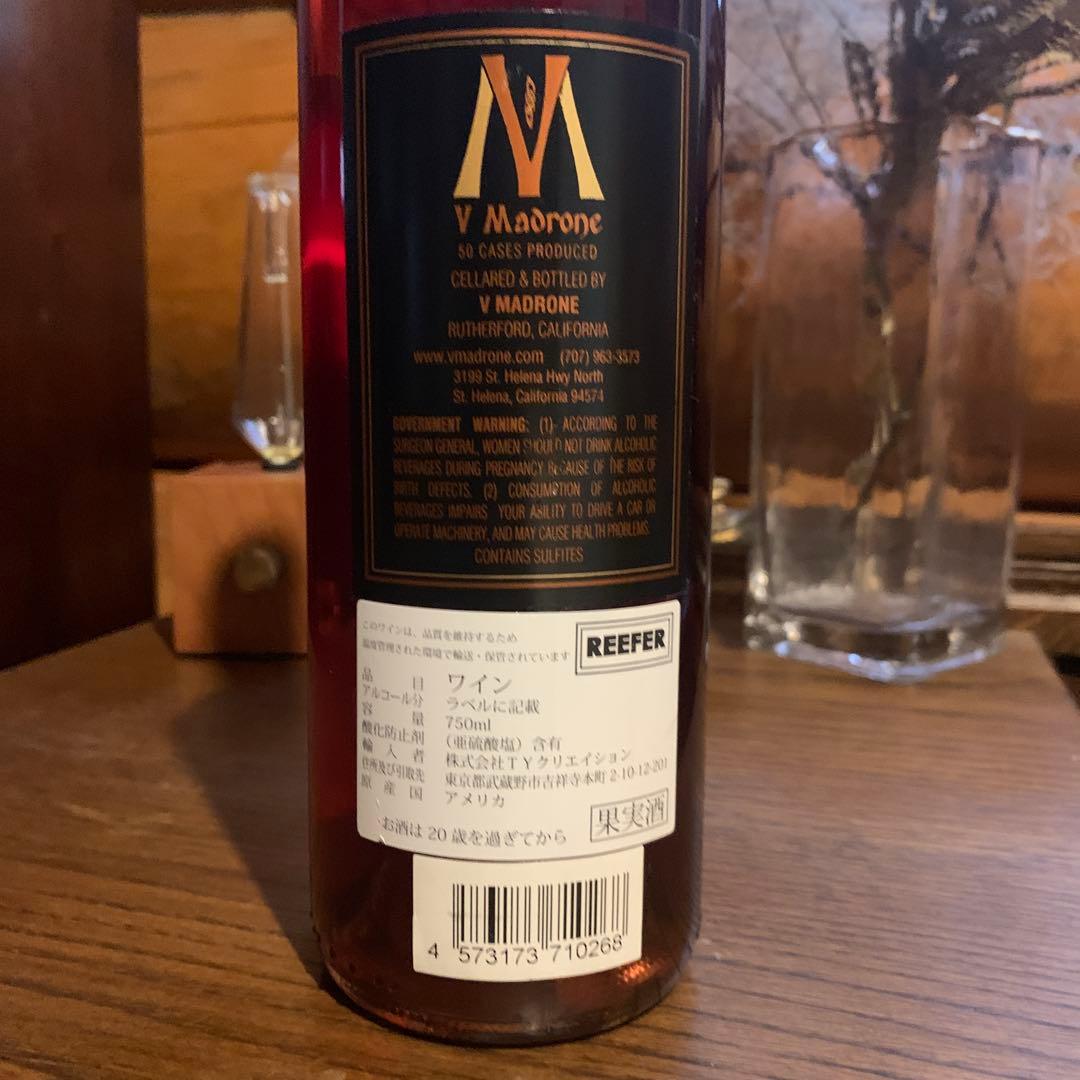 V Madrone
50 CASES PRODUCED
CELLARED & BOTTLED BY
V MADRONE
RUTHERFORD, CALIFORNIA
www.vmadrone.com (707) 963-3573
3199 St. Helena Hwy North
St. Helena, California 94574
GOVERNMENT WARNING: (1) ACCORDING TO THE
SURGEON GENERAL, WOMEN SHOULD NOT DRINK ALCOHOLIC
BEVERAGES DURING PREGNANCY BECAUSE OF THE RISK OF
BIRTH DEFECTS. (2) CONSUMPTION OF ALCOHOLIC
BEVERAGES IMPAIRS YOUR ABILITY TO DRIVE A CAR OR
OPERATE MACHINERY, AND MAY CAUSE HEALTH PROBLEMS.
CONTAINS SULFITES
このワインは、品質を維持するため
温度管理された環境で輸送・保管されています
REEFER
品目 ワイン
アルコール分 ラベルに記載
容量 750ml
酸化防止剤 (亜硫酸塩)含有
輸入者 株式会社TYクリエイション
住所及び引取先 東京都武蔵野市吉祥寺本町2-10-12-201
原産国 アメリカ
お酒は20歳を過ぎてから
果実酒
4 573173 710268